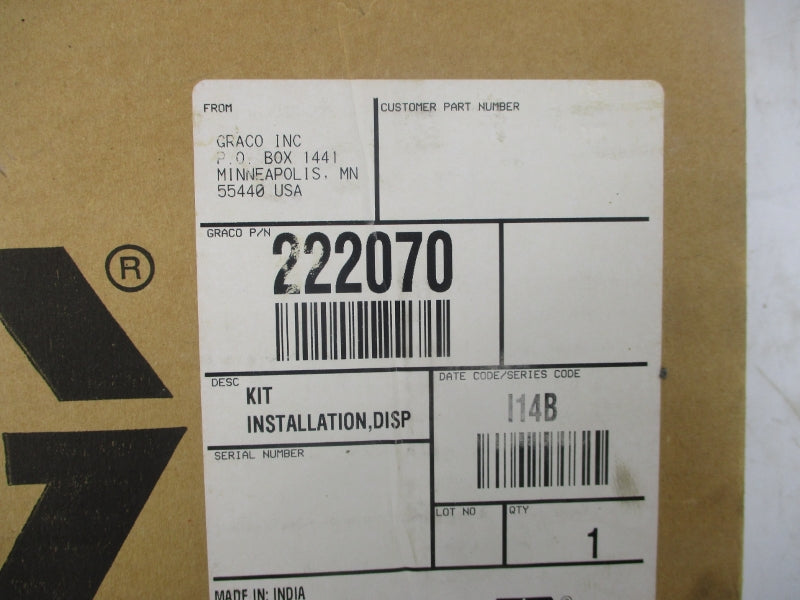 FROM
GRACO INC
P.O. BOX 1441
MINNEAPOLIS, MN
55440 USA
CUSTOMER PART NUMBER
GRACO P/N
222070
DESC
KIT
INSTALLATION,DISP
DATE CODE/SERIES CODE
I14B
SERIAL NUMBER
LOT NO
QTY
1
MADE IN: INDIA
®